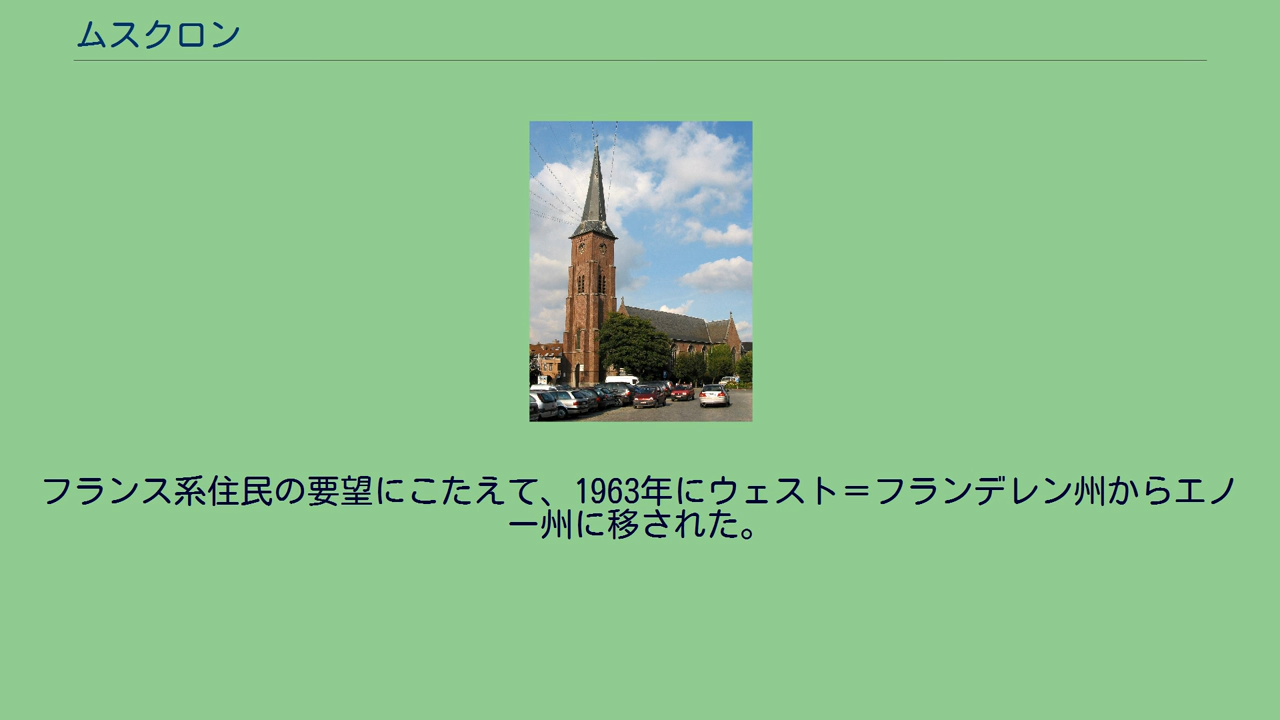 ムスクロン
フランス系住民の要望にこたえて、1963年にウェスト＝フランデレン州からエノ
ー州に移された。